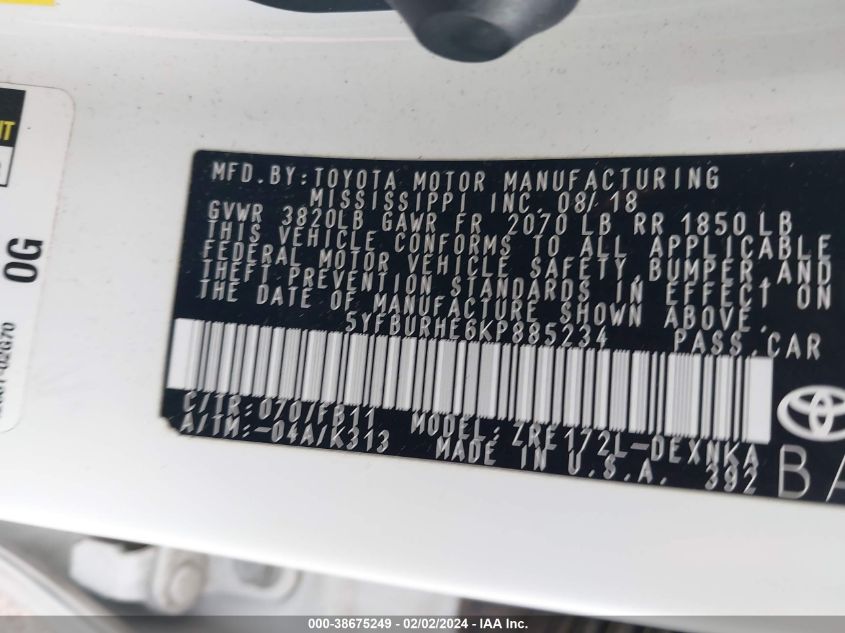 MFD.BY:TOYOTA MOTOR MANUFACTURING
MISSISSIPPI INC. 08/18
GVWR 3820LB GAWR FR 2070 LB RR 1850 LB
THIS VEHICLE CONFORMS TO ALL APPLICABLE
FEDERAL MOTOR VEHICLE SAFETY,BUMPER AND
THEFT PREVENTION STANDARDS IN EFFECT ON
THE DATE OF MANUFACTURE SHOWN ABOVE.
5YFBURHE6KP885234 PASS.CAR
C/TR:070/FB11 MODEL:ZRE172L-DEXNKA
A/TM:-04A/K313 MADE IN U.S.A. 392
BA
0G
000-38675249 - 02/02/2024 - IAA Inc.